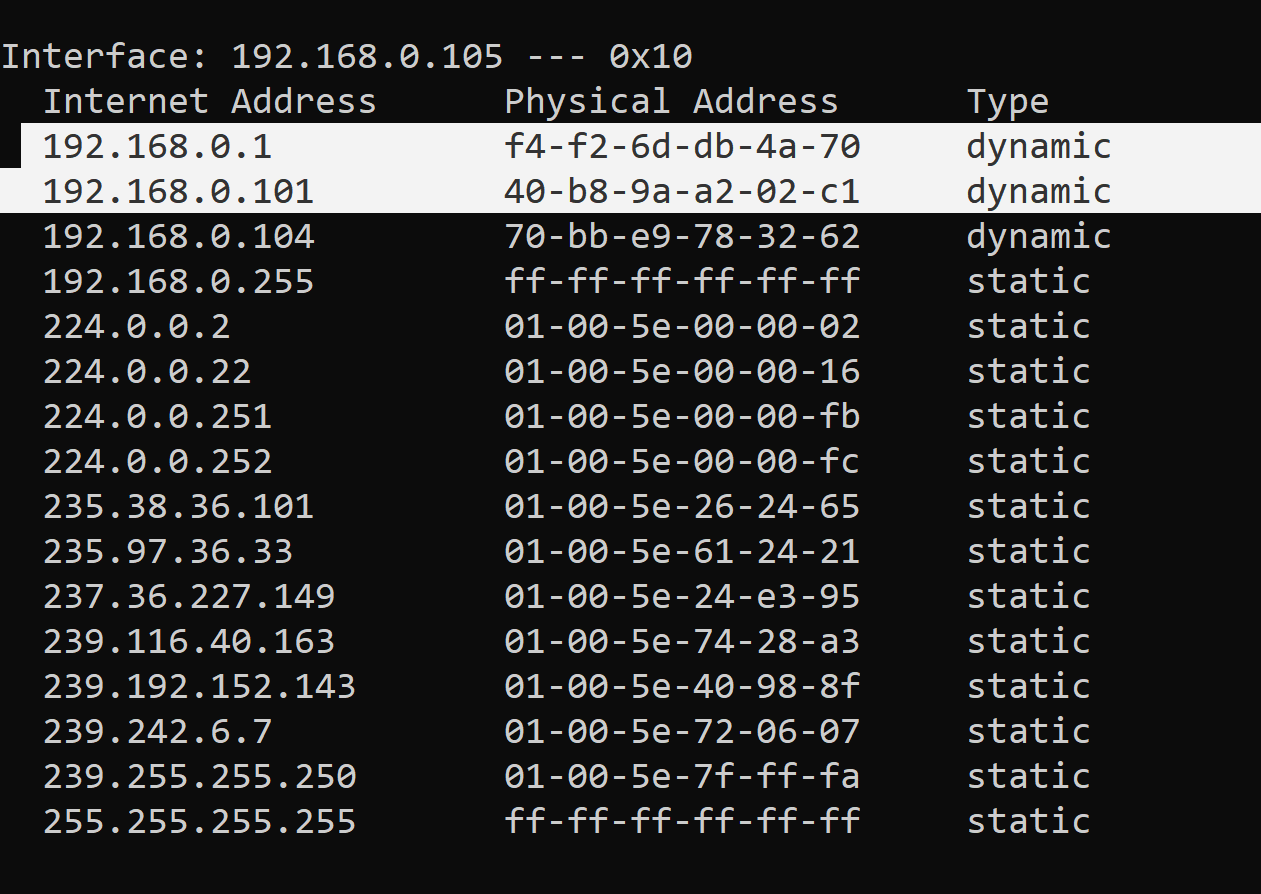 Interface: 192.168.0.105 --- 0x10
  Internet Address      Physical Address      Type
  192.168.0.1           f4-f2-6d-db-4a-70     dynamic
  192.168.0.101         40-b8-9a-a2-02-c1     dynamic
  192.168.0.104         70-bb-e9-78-32-62     dynamic
  192.168.0.255         ff-ff-ff-ff-ff-ff     static
  224.0.0.2             01-00-5e-00-00-02     static
  224.0.0.22            01-00-5e-00-00-16     static
  224.0.0.251           01-00-5e-00-00-fb     static
  224.0.0.252           01-00-5e-00-00-fc     static
  235.38.36.101         01-00-5e-26-24-65     static
  235.97.36.33          01-00-5e-61-24-21     static
  237.36.227.149        01-00-5e-24-e3-95     static
  239.116.40.163        01-00-5e-74-28-a3     static
  239.192.152.143       01-00-5e-40-98-8f     static
  239.242.6.7           01-00-5e-72-06-07     static
  239.255.255.250       01-00-5e-7f-ff-fa     static
  255.255.255.255       ff-ff-ff-ff-ff-ff     static